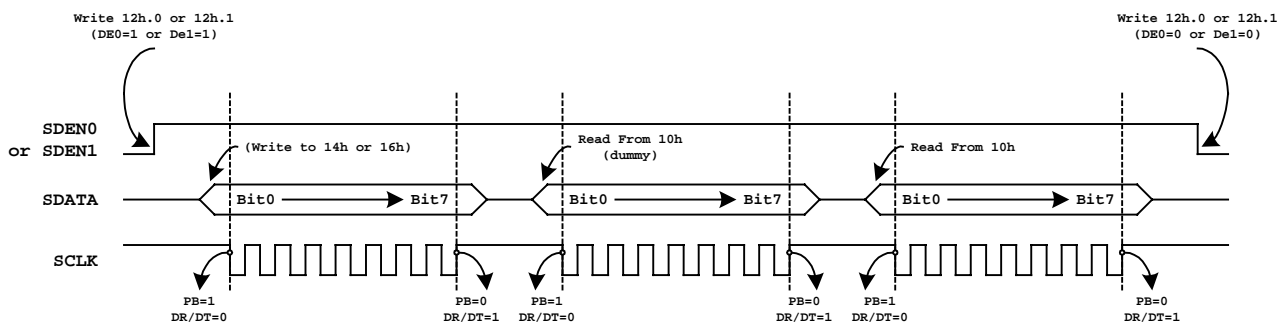 Write 12h.0 or 12h.1
(DE0=1 or De1=1)
Write 12h.0 or 12h.1
(DE0=0 or De1=0)
SDEN0
or SDEN1
(Write to 14h or 16h)
Read From 10h
(dummy)
Read From 10h
SDATA
Bit0
Bit7
Bit0
Bit7
Bit0
Bit7
SCLK
PB=1
DR/DT=0
PB=0
DR/DT=1
PB=1
DR/DT=0
PB=0
DR/DT=1
PB=1
DR/DT=0
PB=0
DR/DT=1